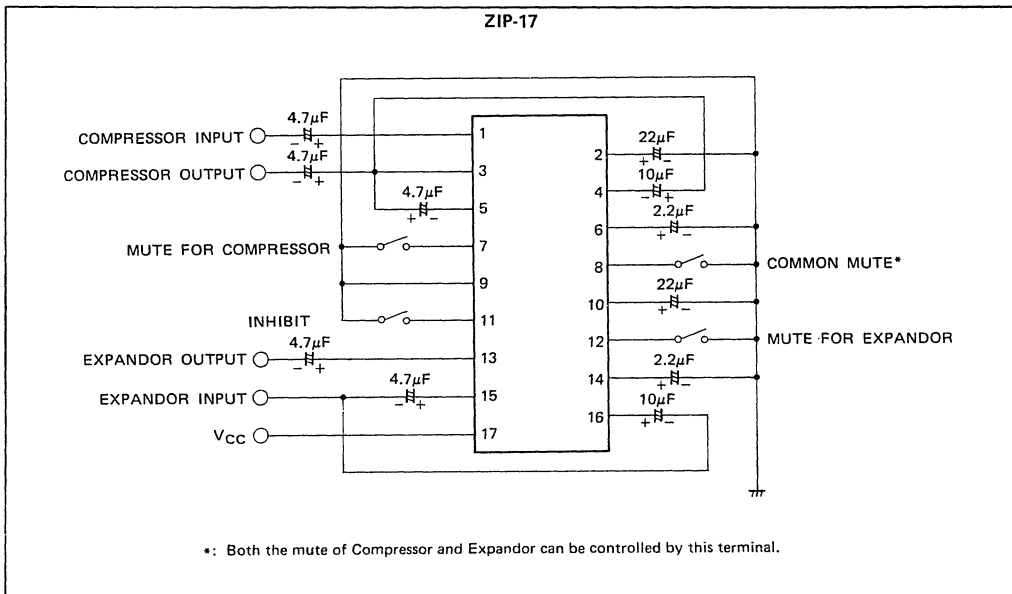 ZIP-17
4.7μF
COMPRESSOR INPUT
- +
1
4.7μF
COMPRESSOR OUTPUT
- +
3
4.7μF
+ -
5
MUTE FOR COMPRESSOR
7
9
INHIBIT
11
4.7μF
EXPANDOR OUTPUT
- +
13
4.7μF
EXPANDOR INPUT
- +
15
VCC
17
22μF
2
+ -
10μF
4
- +
2.2μF
6
+ -
8
COMMON MUTE*
22μF
10
+ -
12
MUTE FOR EXPANDOR
2.2μF
14
+ -
10μF
16
+ -
*: Both the mute of Compressor and Expandor can be controlled by this terminal.